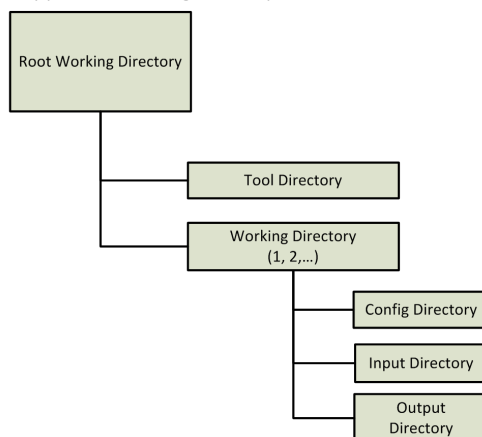 Root Working Directory
Tool Directory
Working Directory
(1, 2,...)
Config Directory
Input Directory
Output
Directory